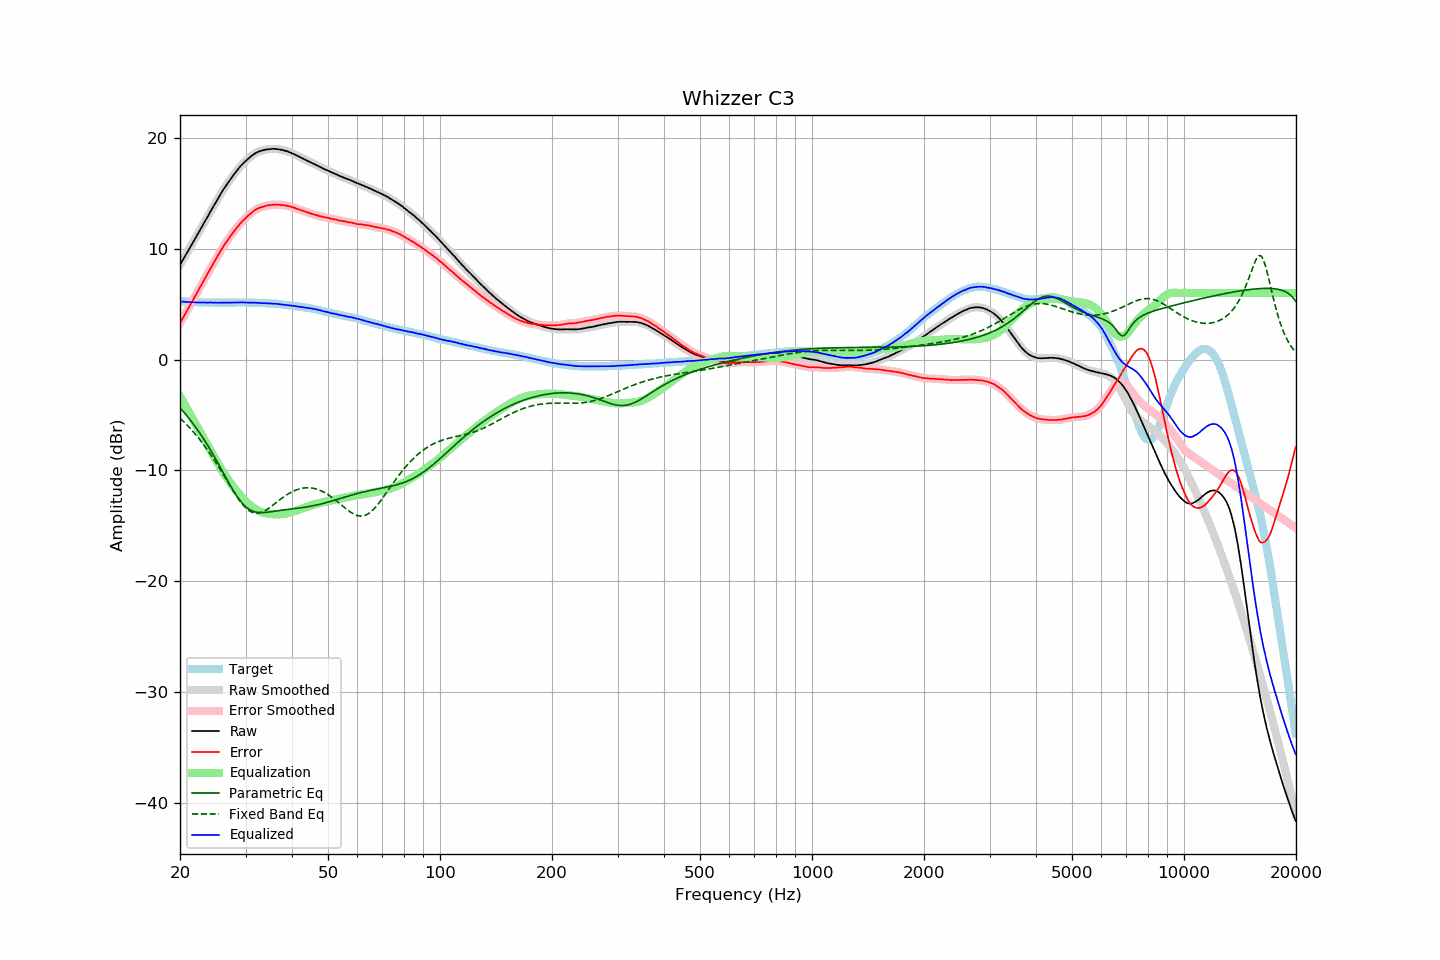 Whizzer C3
Amplitude (dBr)
20
10
0
−10
−20
−30
−40
Target
Raw Smoothed
Error Smoothed
Raw
Error
Equalization
Parametric Eq
Fixed Band Eq
Equalized
20 50 100 200 500 1000 2000 5000 10000 20000
Frequency (Hz)